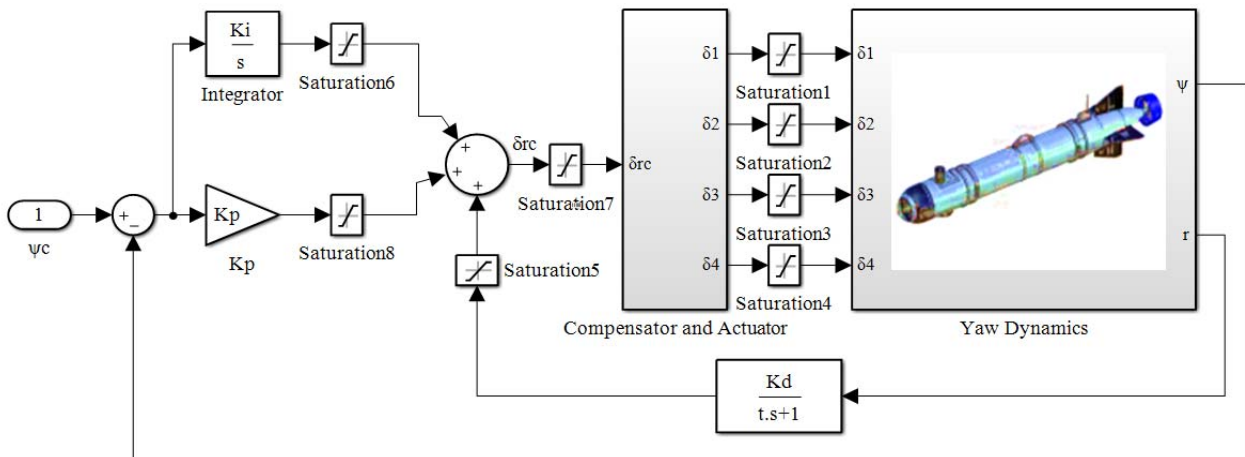 Ki
s
Integrator
Saturation6
Kp
Kp
Saturation8
1
ψc
+
−
+
+
+
δrc
Saturation7
Saturation5
δrc
δ1
δ2
δ3
δ4
Compensator and Actuator
Saturation1
Saturation2
Saturation3
Saturation4
δ1
δ2
δ3
δ4
ψ
r
Yaw Dynamics
Kd
t.s+1